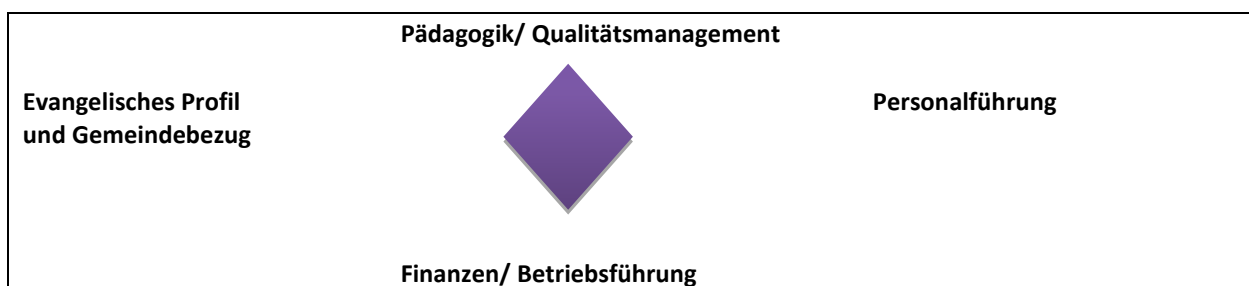 Pädagogik/ Qualitätsmanagement
Evangelisches Profil
und Gemeindebezug
Personalführung
Finanzen/ Betriebsführung